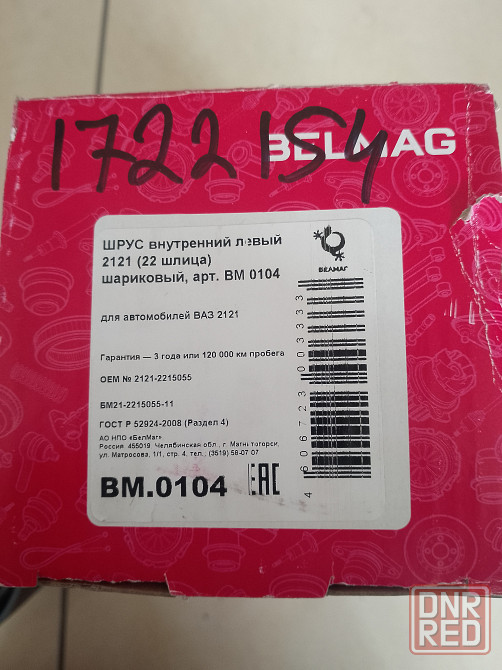 1722154
BELMAG
ШРУС внутренний левый
2121 (22 шлица)
шариковый, арт. BM 0104
БЕЛМАГ
для автомобилей ВАЗ 2121
Гарантия — 3 года или 120 000 км пробега
OEM № 2121-2215055
БМ21-2215055-11
ГОСТ Р 52924-2008 (Раздел 4)
АО НПО «БелМаг»
Россия 455019, Челябинская обл., г. Магнитогорск,
ул. Матросова, 1/1, стр. 4, тел.: (3519) 58-07-07
BM.0104
EAC
DNR
RED